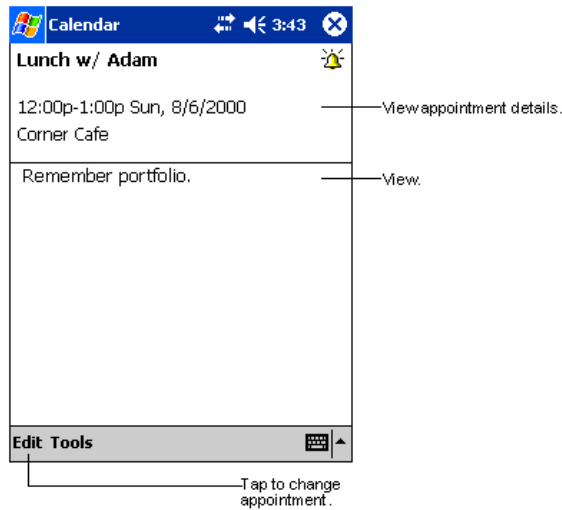 Calendar 3:43
Lunch w/ Adam
12:00p-1:00p Sun, 8/6/2000
View appointment details.
Corner Cafe
Remember portfolio.
View.
Edit Tools
Tap to change
appointment.